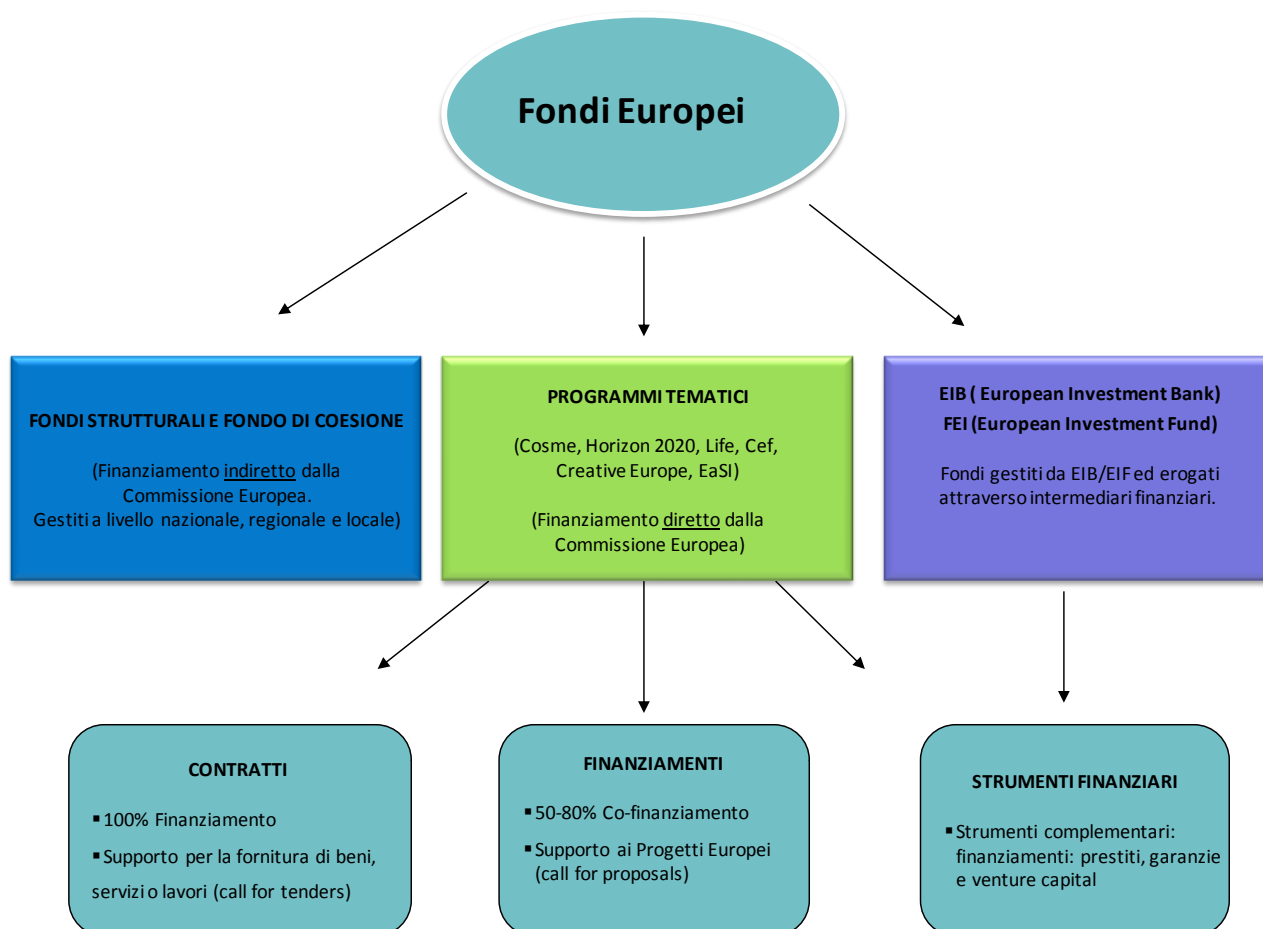 Fondi Europei
FONDI STRUTTURALI E FONDO DI COESIONE
(Finanziamento indiretto dalla
Commissione Europea.
Gestiti a livello nazionale, regionale e locale)
PROGRAMMI TEMATICI
(Cosme, Horizon 2020, Life, Cef,
Creative Europe, EaSI)
(Finanziamento diretto dalla
Commissione Europea)
EIB ( European Investment Bank)
FEI (European Investment Fund)
Fondi gestiti da EIB/EIF ed erogati
attraverso intermediari finanziari.
CONTRATTI
▪ 100% Finanziamento
▪ Supporto per la fornitura di beni,
servizi o lavori (call for tenders)
FINANZIAMENTI
▪ 50-80% Co-finanziamento
▪ Supporto ai Progetti Europei
(call for proposals)
STRUMENTI FINANZIARI
▪ Strumenti complementari:
finanziamenti: prestiti, garanzie
e venture capital